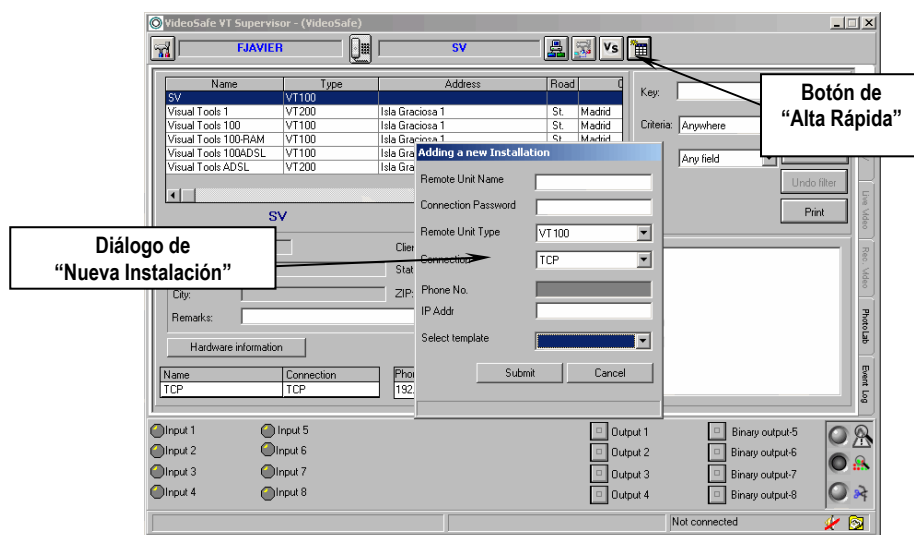 VideoSafe VT Supervisor - (VideoSafe)
FJAVIER
SV
Vs
Name Type Address Road
SV VT100
Visual Tools 1 VT200 Isla Graciosa 1 St. Madrid
Visual Tools 100 VT100 Isla Graciosa 1 St. Madrid
Visual Tools 100-RAM VT100 Isla Graciosa 1 St. Madrid
Visual Tools 100ADSL VT100 Isla Gra
Visual Tools ADSL VT200 Isla Gra
Key:
Criteria: Anywhere
Any field
Undo filter
Print
Botón de
“Alta Rápida”
Adding a new Installation
Remote Unit Name
Connection Password
Remote Unit Type VT100
Connection TCP
Phone No.
IP Addr
Select template
Submit Cancel
Diálogo de
“Nueva Instalación”
SV
Clien
Stat
City: ZIP:
Remarks:
Hardware information
Name Connection Phon
TCP TCP 192.
Live Video
Rec. Video
PhotoLab
Event Log
Input 1 Input 5 Output 1 Binary output-5
Input 2 Input 6 Output 2 Binary output-6
Input 3 Input 7 Output 3 Binary output-7
Input 4 Input 8 Output 4 Binary output-8
Not connected